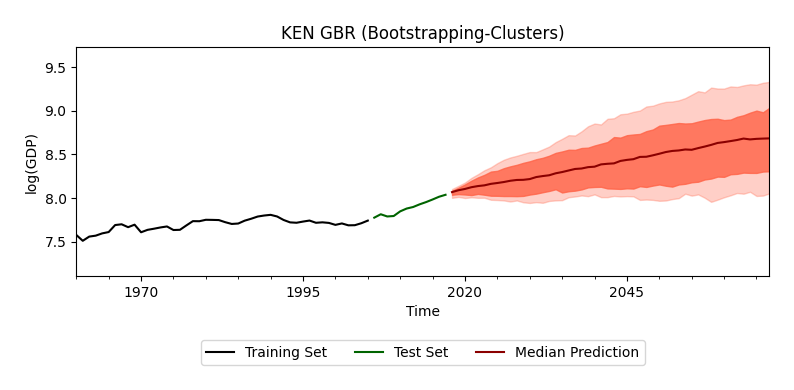 KEN GBR (Bootstrapping-Clusters)
9.5
9.0
8.5
8.0
7.5
log(GDP)
1970
1995
2020
2045
Time
Training Set
Test Set
Median Prediction